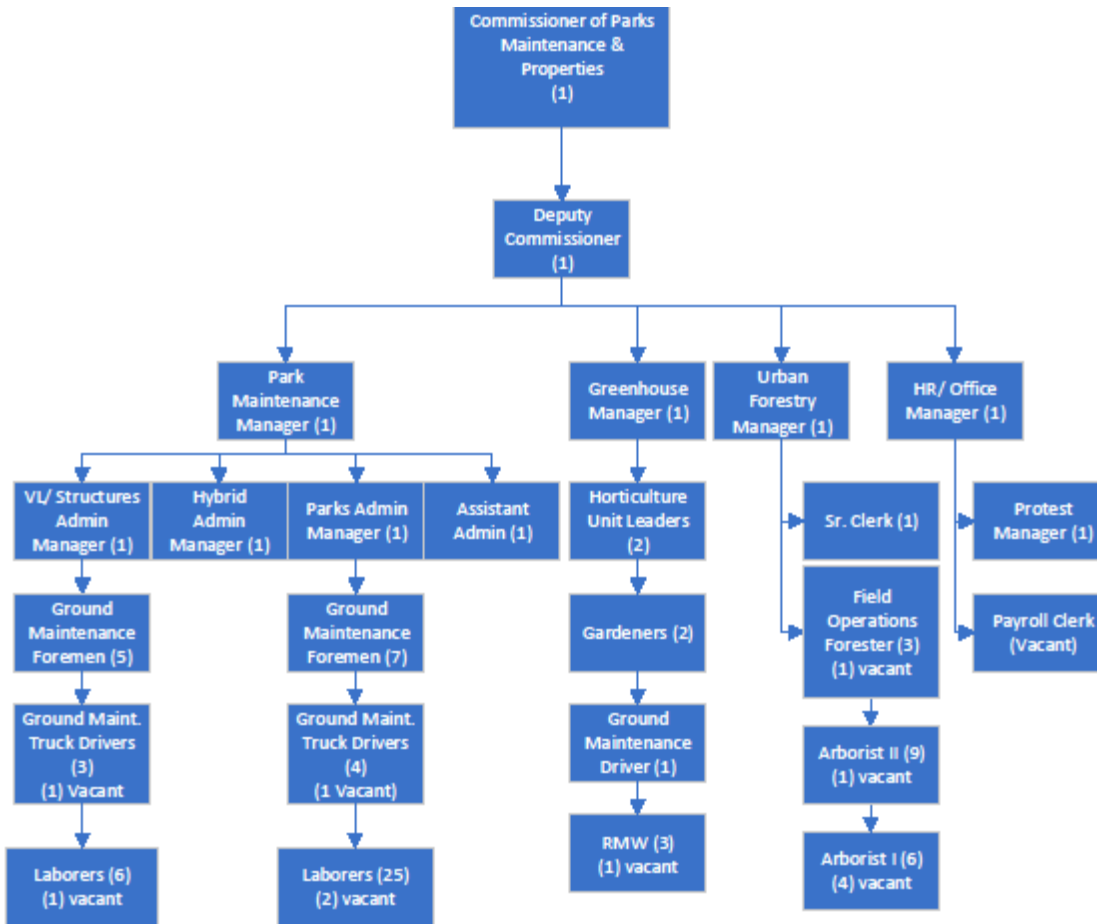 Commissioner of Parks
Maintenance &
Properties
(1)
Deputy
Commissioner
(1)
Park
Maintenance
Manager (1)
Greenhouse
Manager (1)
Urban
Forestry
Manager (1)
HR/ Office
Manager (1)
VL/ Structures
Admin
Manager (1)
Hybrid
Admin
Manager (1)
Parks Admin
Manager (1)
Assistant
Admin (1)
Horticulture
Unit Leaders
(2)
Sr. Clerk (1)
Protest
Manager (1)
Ground
Maintenance
Foremen (5)
Ground
Maintenance
Foremen (7)
Gardeners (2)
Field
Operations
Forester (3)
(1) vacant
Payroll Clerk
(Vacant)
Ground Maint.
Truck Drivers
(3)
(1) Vacant
Ground Maint.
Truck Drivers
(4)
(1 Vacant)
Ground
Maintenance
Driver (1)
Arborist II (9)
(1) vacant
Laborers (6)
(1) vacant
Laborers (25)
(2) vacant
RMW (3)
(1) vacant
Arborist I (6)
(4) vacant